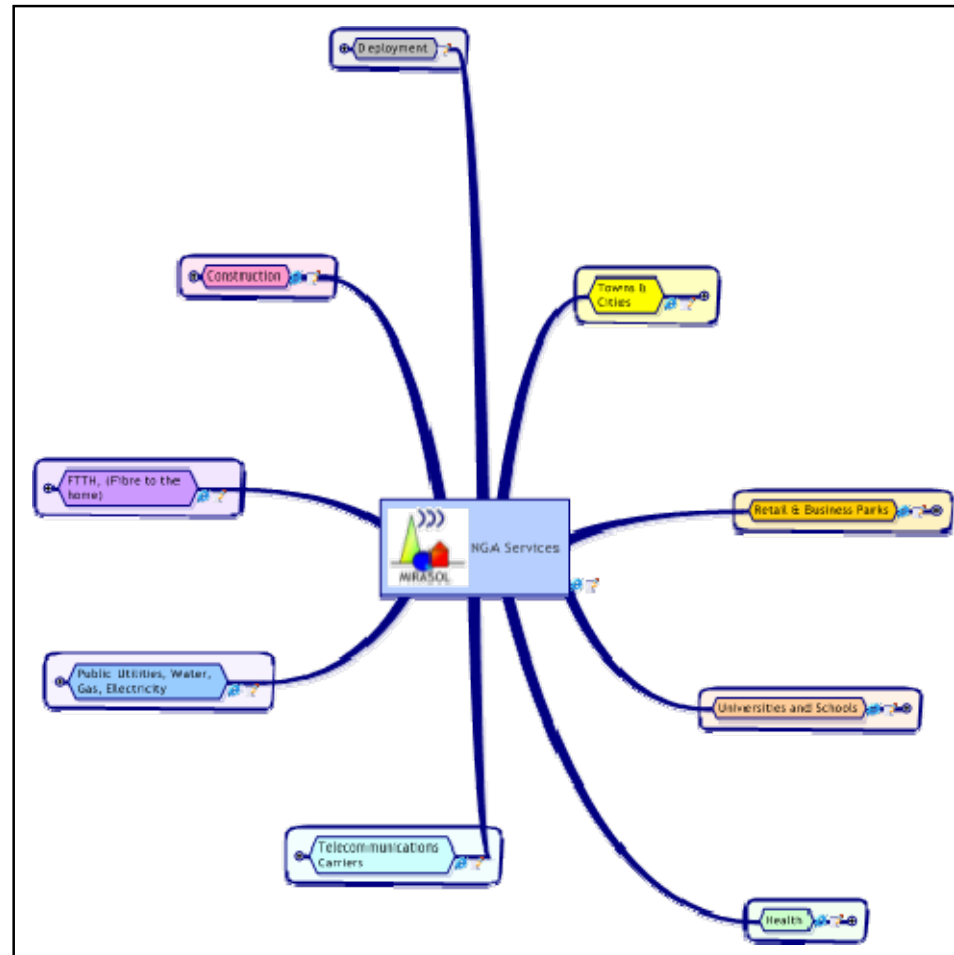 Deployment
Construction
Towns &
Cities
FTTH, (Fibre to the
home)
Retail & Business Parks
NGA Services
MIRASOL
Public Utilities, Water,
Gas, Electricity
Universities and Schools
Telecommunications
Carriers
Health